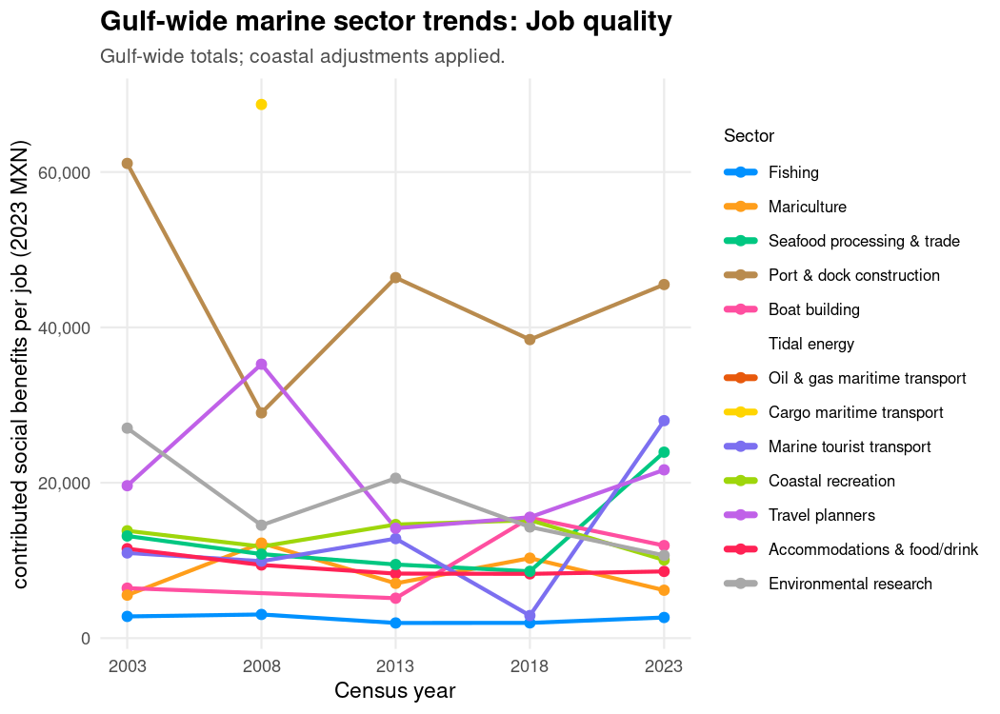 Gulf-wide marine sector trends: Job quality
Gulf-wide totals; coastal adjustments applied.
contributed social benefits per job (2023 MXN)
60,000
40,000
20,000
0
2003
2008
2013
2018
2023
Census year
Sector
Fishing
Mariculture
Seafood processing & trade
Port & dock construction
Boat building
Tidal energy
Oil & gas maritime transport
Cargo maritime transport
Marine tourist transport
Coastal recreation
Travel planners
Accommodations & food/drink
Environmental research